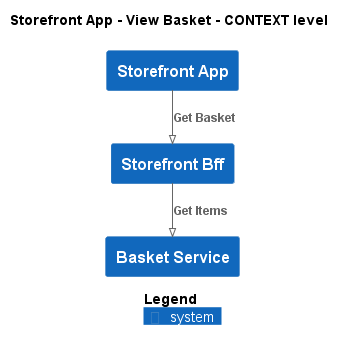 Storefront App - View Basket - CONTEXT level
Storefront App
Get Basket
Storefront Bff
Get Items
Basket Service
Legend
system